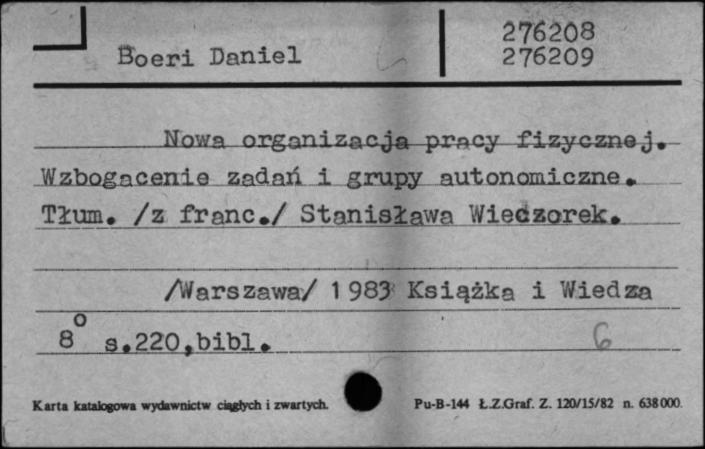 276208
Boeri Daniel 276209
Nowa organizacja pracy fizycznej.
Wzbogacenie zadań i grupy autonomiczne.
Tłum. /z franc./ Stanisława Wieczorek.
/Warszawa/ 1983 Książka i Wiedza
8° s.220,bibl. 6
Karta katalogowa wydawnictw ciągłych i zwartych. Pu-B-144 Ł.Z.Graf. Z. 120/15/82 n. 638000.